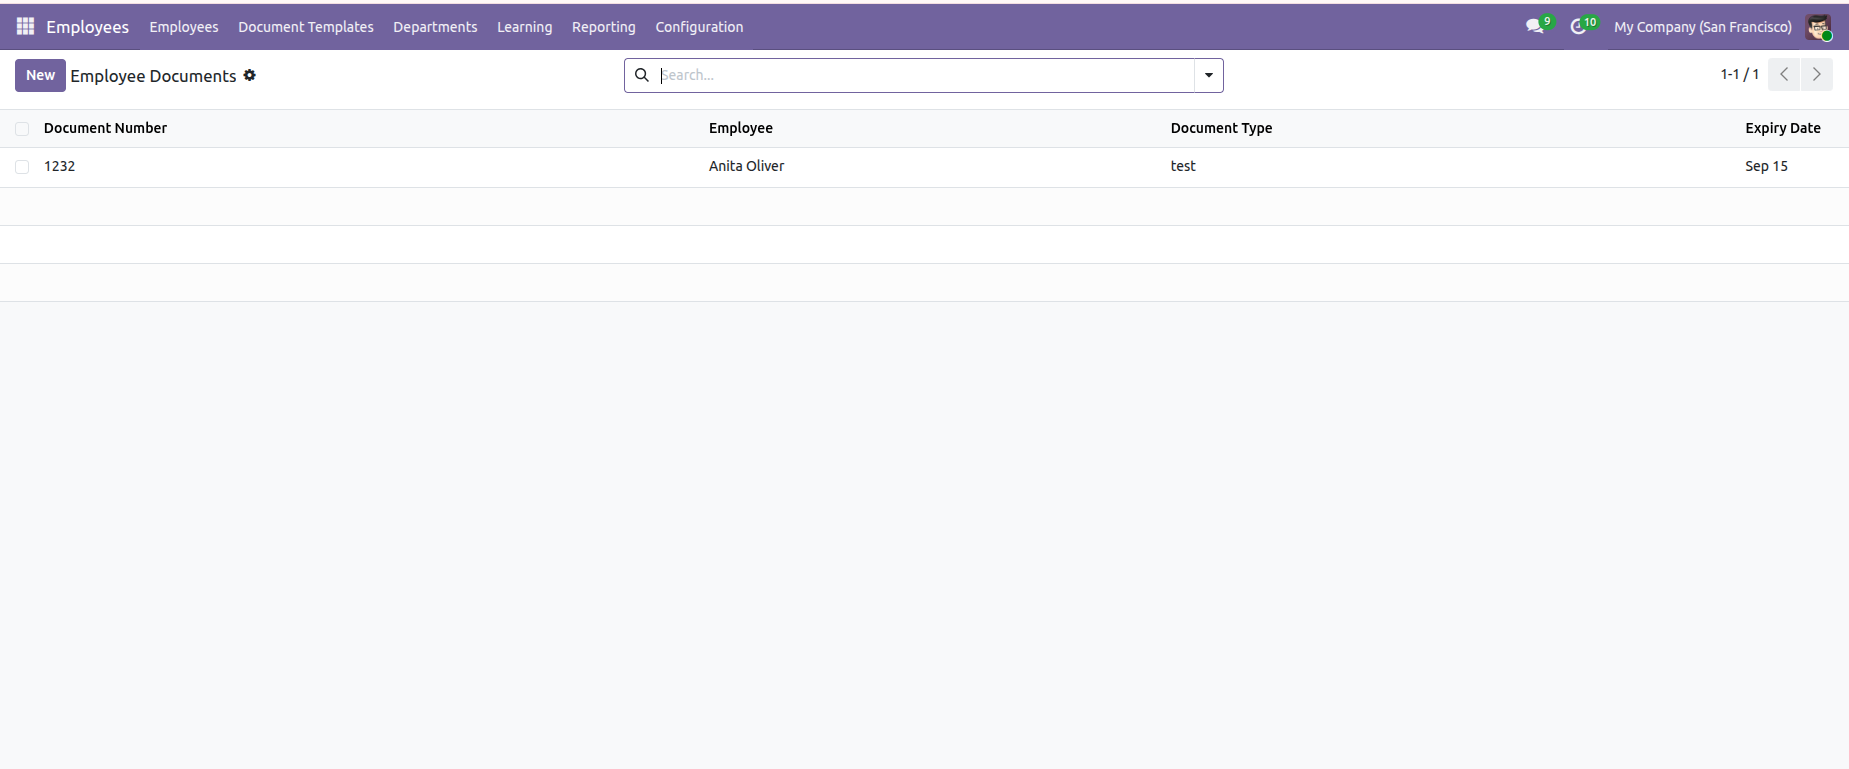 Employees Employees Document Templates Departments Learning Reporting Configuration 9 10 My Company (San Francisco)
New Employee Documents Search... 1-1 / 1
Document Number Employee Document Type Expiry Date
1232 Anita Oliver test Sep 15